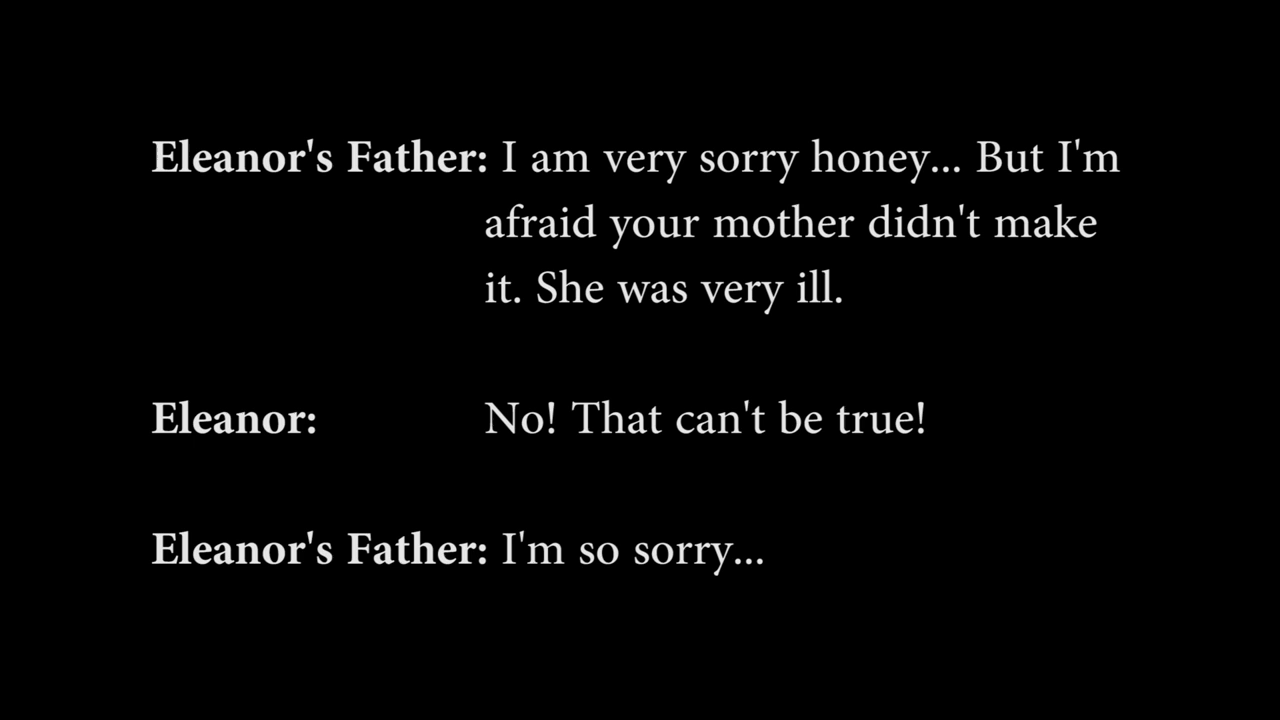 Eleanor's Father: I am very sorry honey... But I'm
afraid your mother didn't make
it. She was very ill.
Eleanor: No! That can't be true!
Eleanor's Father: I'm so sorry...